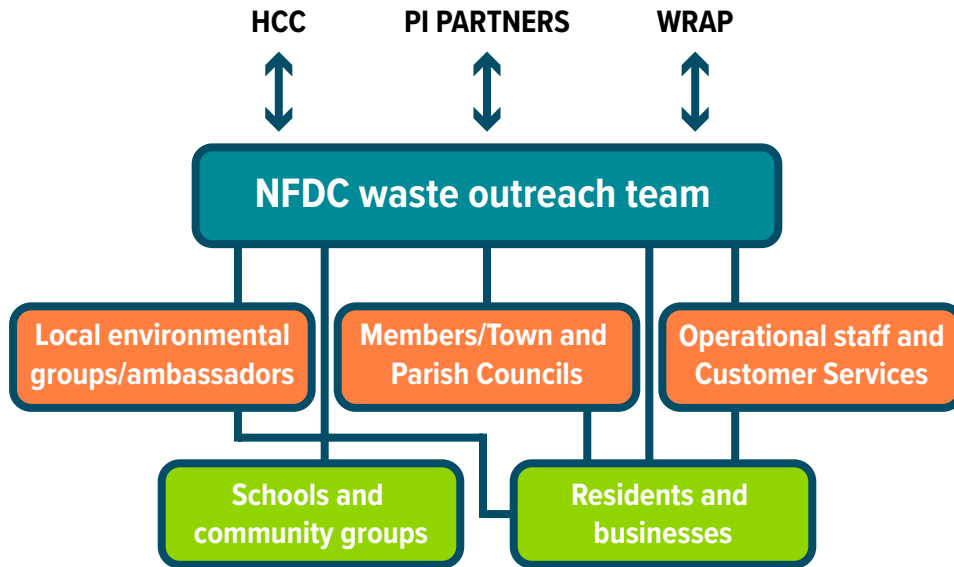 HCC
PI PARTNERS
WRAP
NFDC waste outreach team
Local environmental
groups/ambassadors
Members/Town and
Parish Councils
Operational staff and
Customer Services
Schools and
community groups
Residents and
businesses